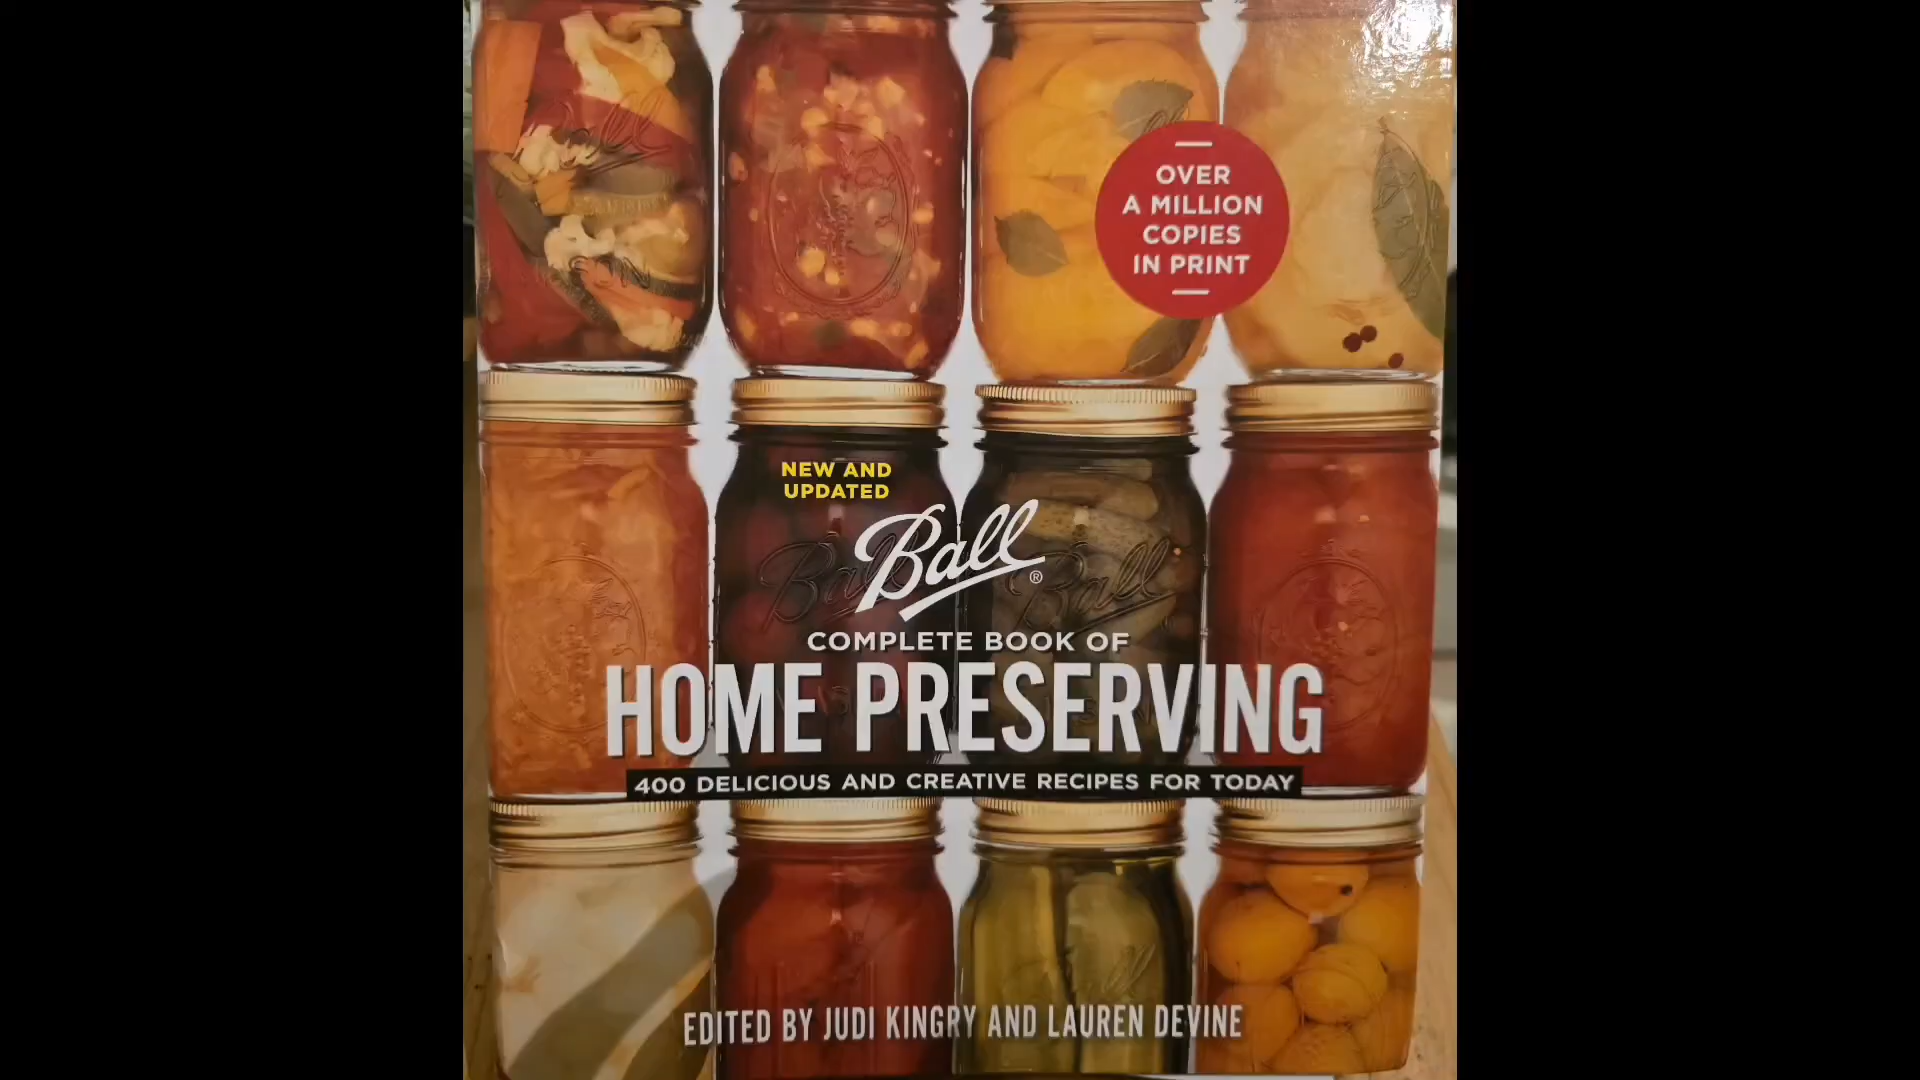 OVER
A MILLION
COPIES
IN PRINT
NEW AND
UPDATED
Ball®
COMPLETE BOOK OF
HOME PRESERVING
400 DELICIOUS AND CREATIVE RECIPES FOR TODAY
EDITED BY JUDI KINGRY AND LAUREN DEVINE